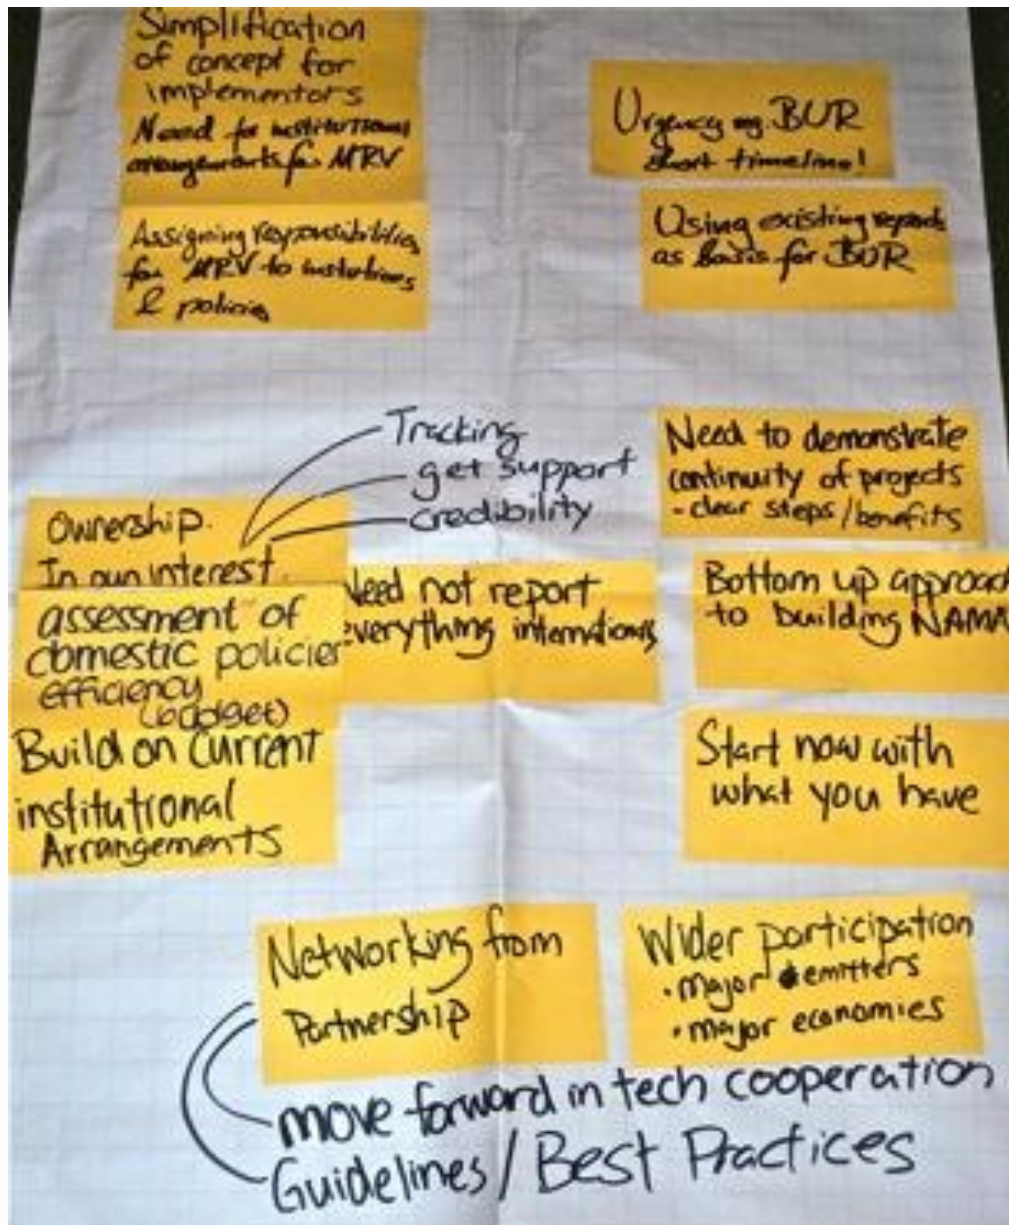 Simplification
of concept for
implementors
Need for institutional
arrangements for MRV
Assigning responsibilities
for MRV to institutions
& policies
Urgency BUR
short timeline!
Using existing reports
as basis for BUR
Tracking
get support
credibility
Need to demonstrate
continuity of projects
- clear steps/benefits
Ownership.
In our interest.
assessment of
domestic policies
efficiency
(budget)
Build on Current
institutional
Arrangements
Need not report
everything internationally
Bottom up approach
to building NAMA
Start now with
what you have
Networking from
Partnership
Wider participation
• major emitters
• major economies
move forward in tech cooperation
Guidelines / Best Practices